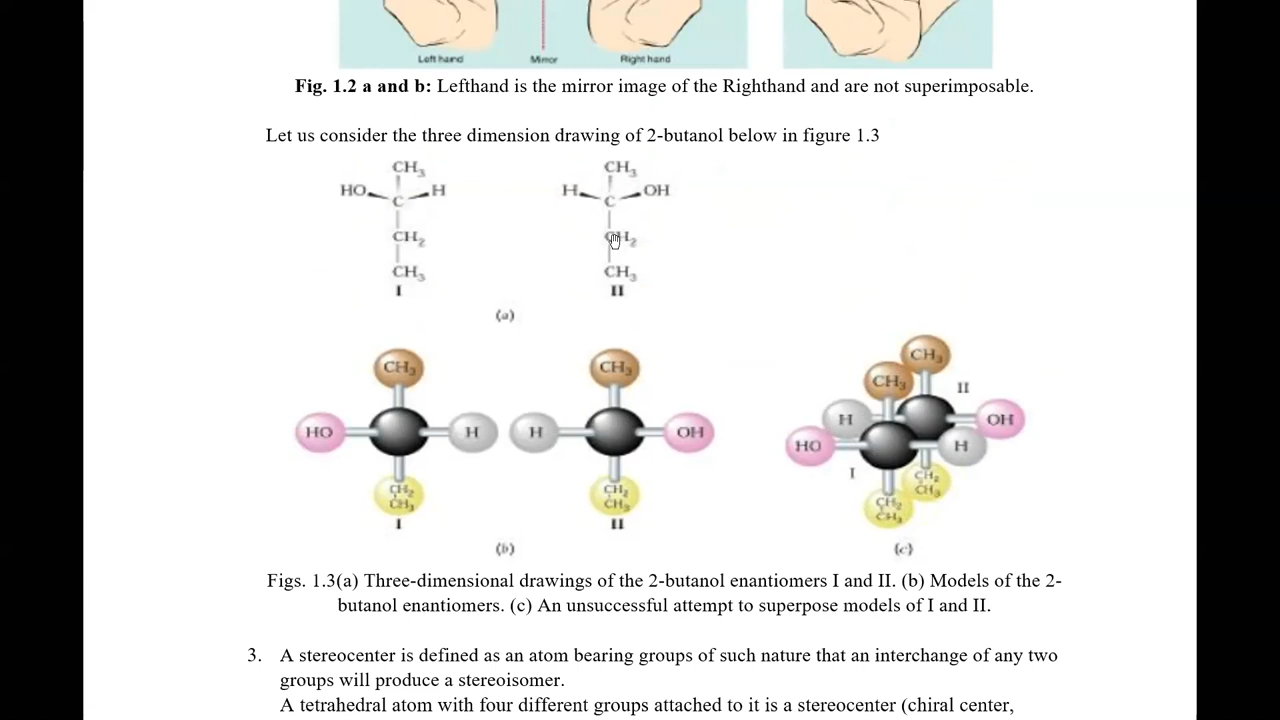 Left hand Mirror Right hand
Fig. 1.2 a and b: Lefthand is the mirror image of the Righthand and are not superimposable.
Let us consider the three dimension drawing of 2-butanol below in figure 1.3
CH₃ CH₃
HO C H H C OH
CH₂ CH₂
CH₃ CH₃
I II
(a)
CH₃ CH₃ CH₃ CH₃ II
HO H H OH H OH HO H I
CH₂ CH₂ CH₂ CH₂
CH₃ CH₃ CH₃ CH₃
I II
(b) (c)
Figs. 1.3(a) Three-dimensional drawings of the 2-butanol enantiomers I and II. (b) Models of the 2-
butanol enantiomers. (c) An unsuccessful attempt to superpose models of I and II.
3. A stereocenter is defined as an atom bearing groups of such nature that an interchange of any two
groups will produce a stereoisomer.
A tetrahedral atom with four different groups attached to it is a stereocenter (chiral center,